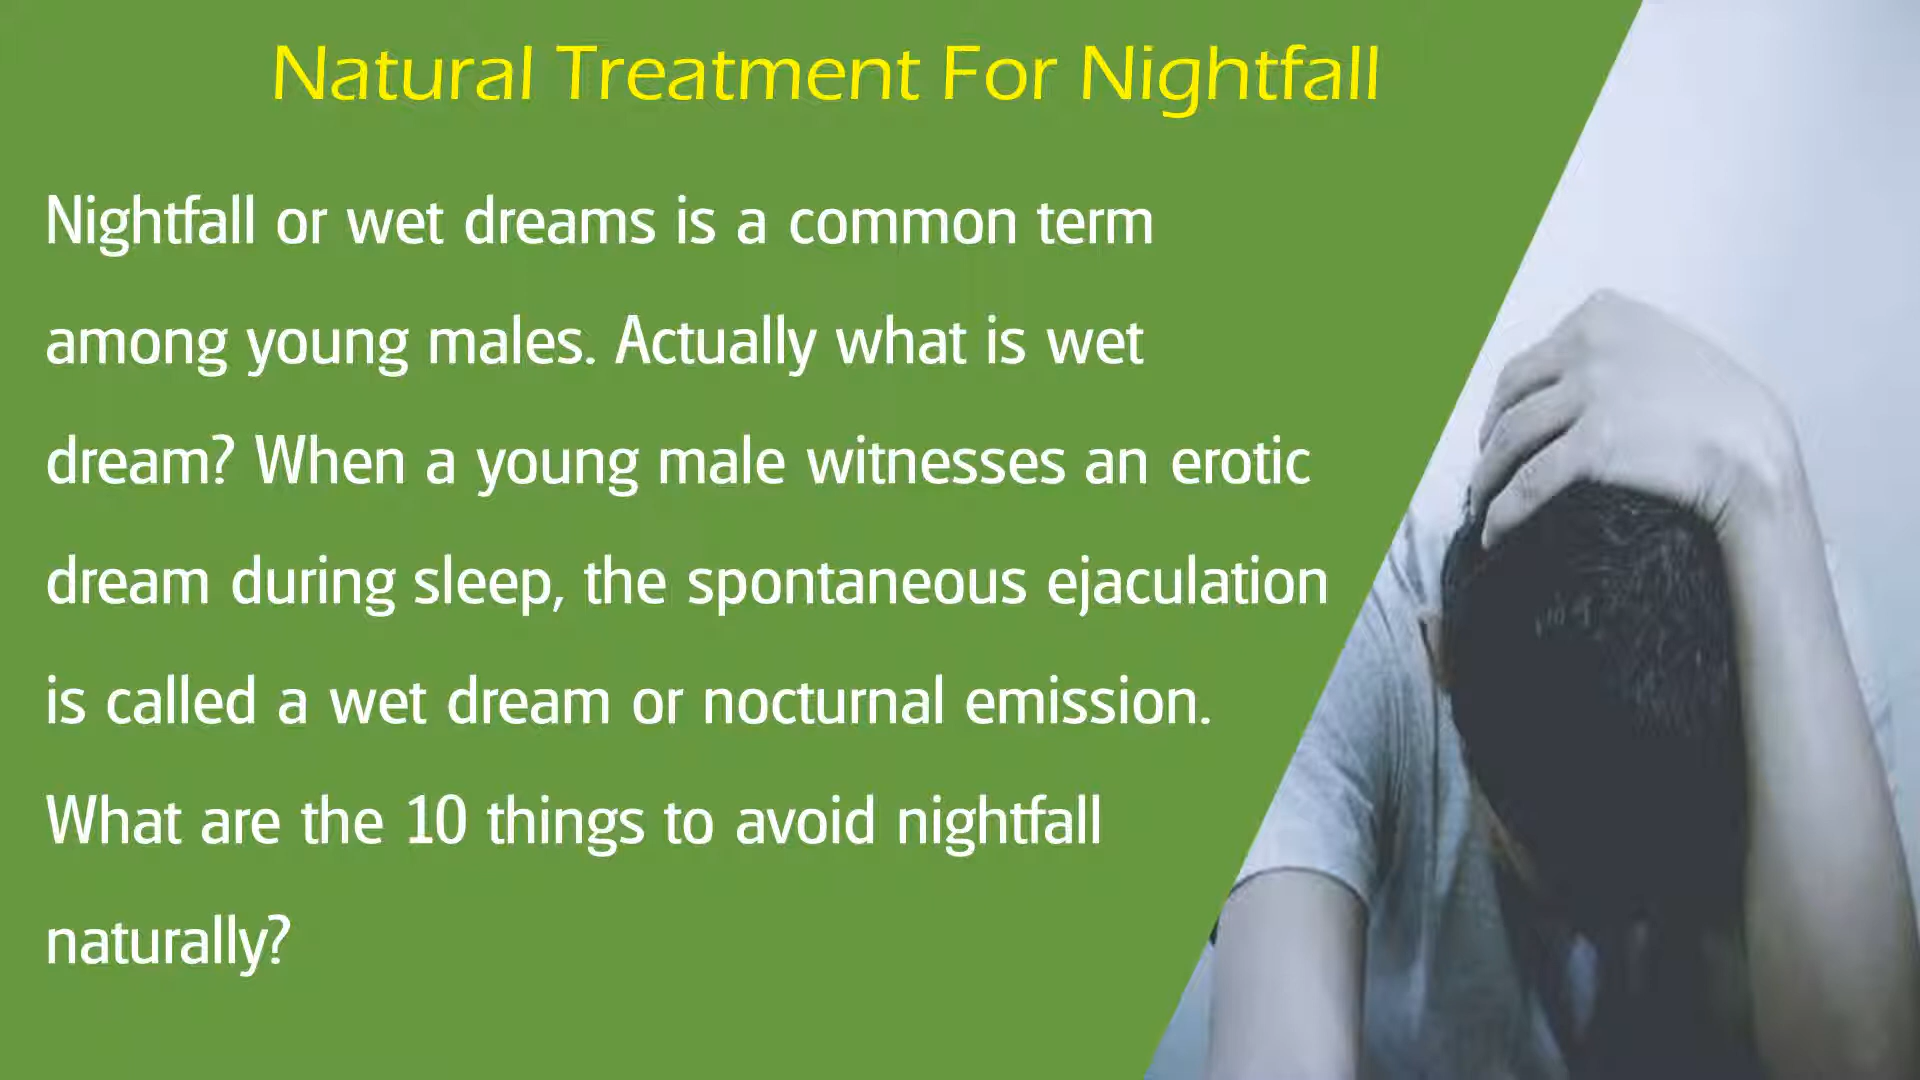 Natural Treatment For Nightfall
Nightfall or wet dreams is a common term
among young males. Actually what is wet
dream? When a young male witnesses an erotic
dream during sleep, the spontaneous ejaculation
is called a wet dream or nocturnal emission.
What are the 10 things to avoid nightfall
naturally?